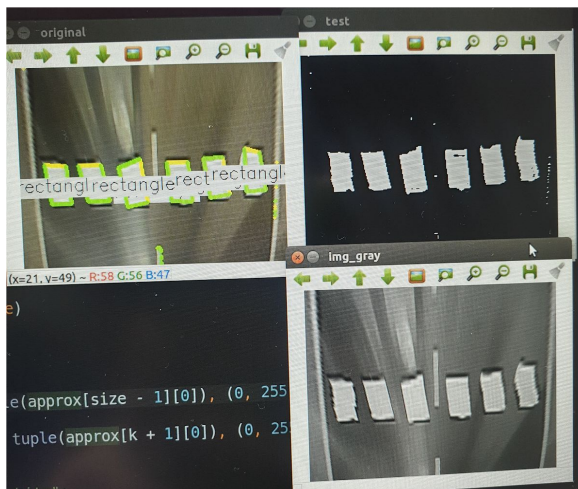 original
test
rectangl rectangle rect rectangl
(x=21, y=49) ~ R:58 G:56 B:47
img_gray
e)
le(approx[size - 1][0]), (0, 255
tuple(approx[k + 1][0]), (0, 25